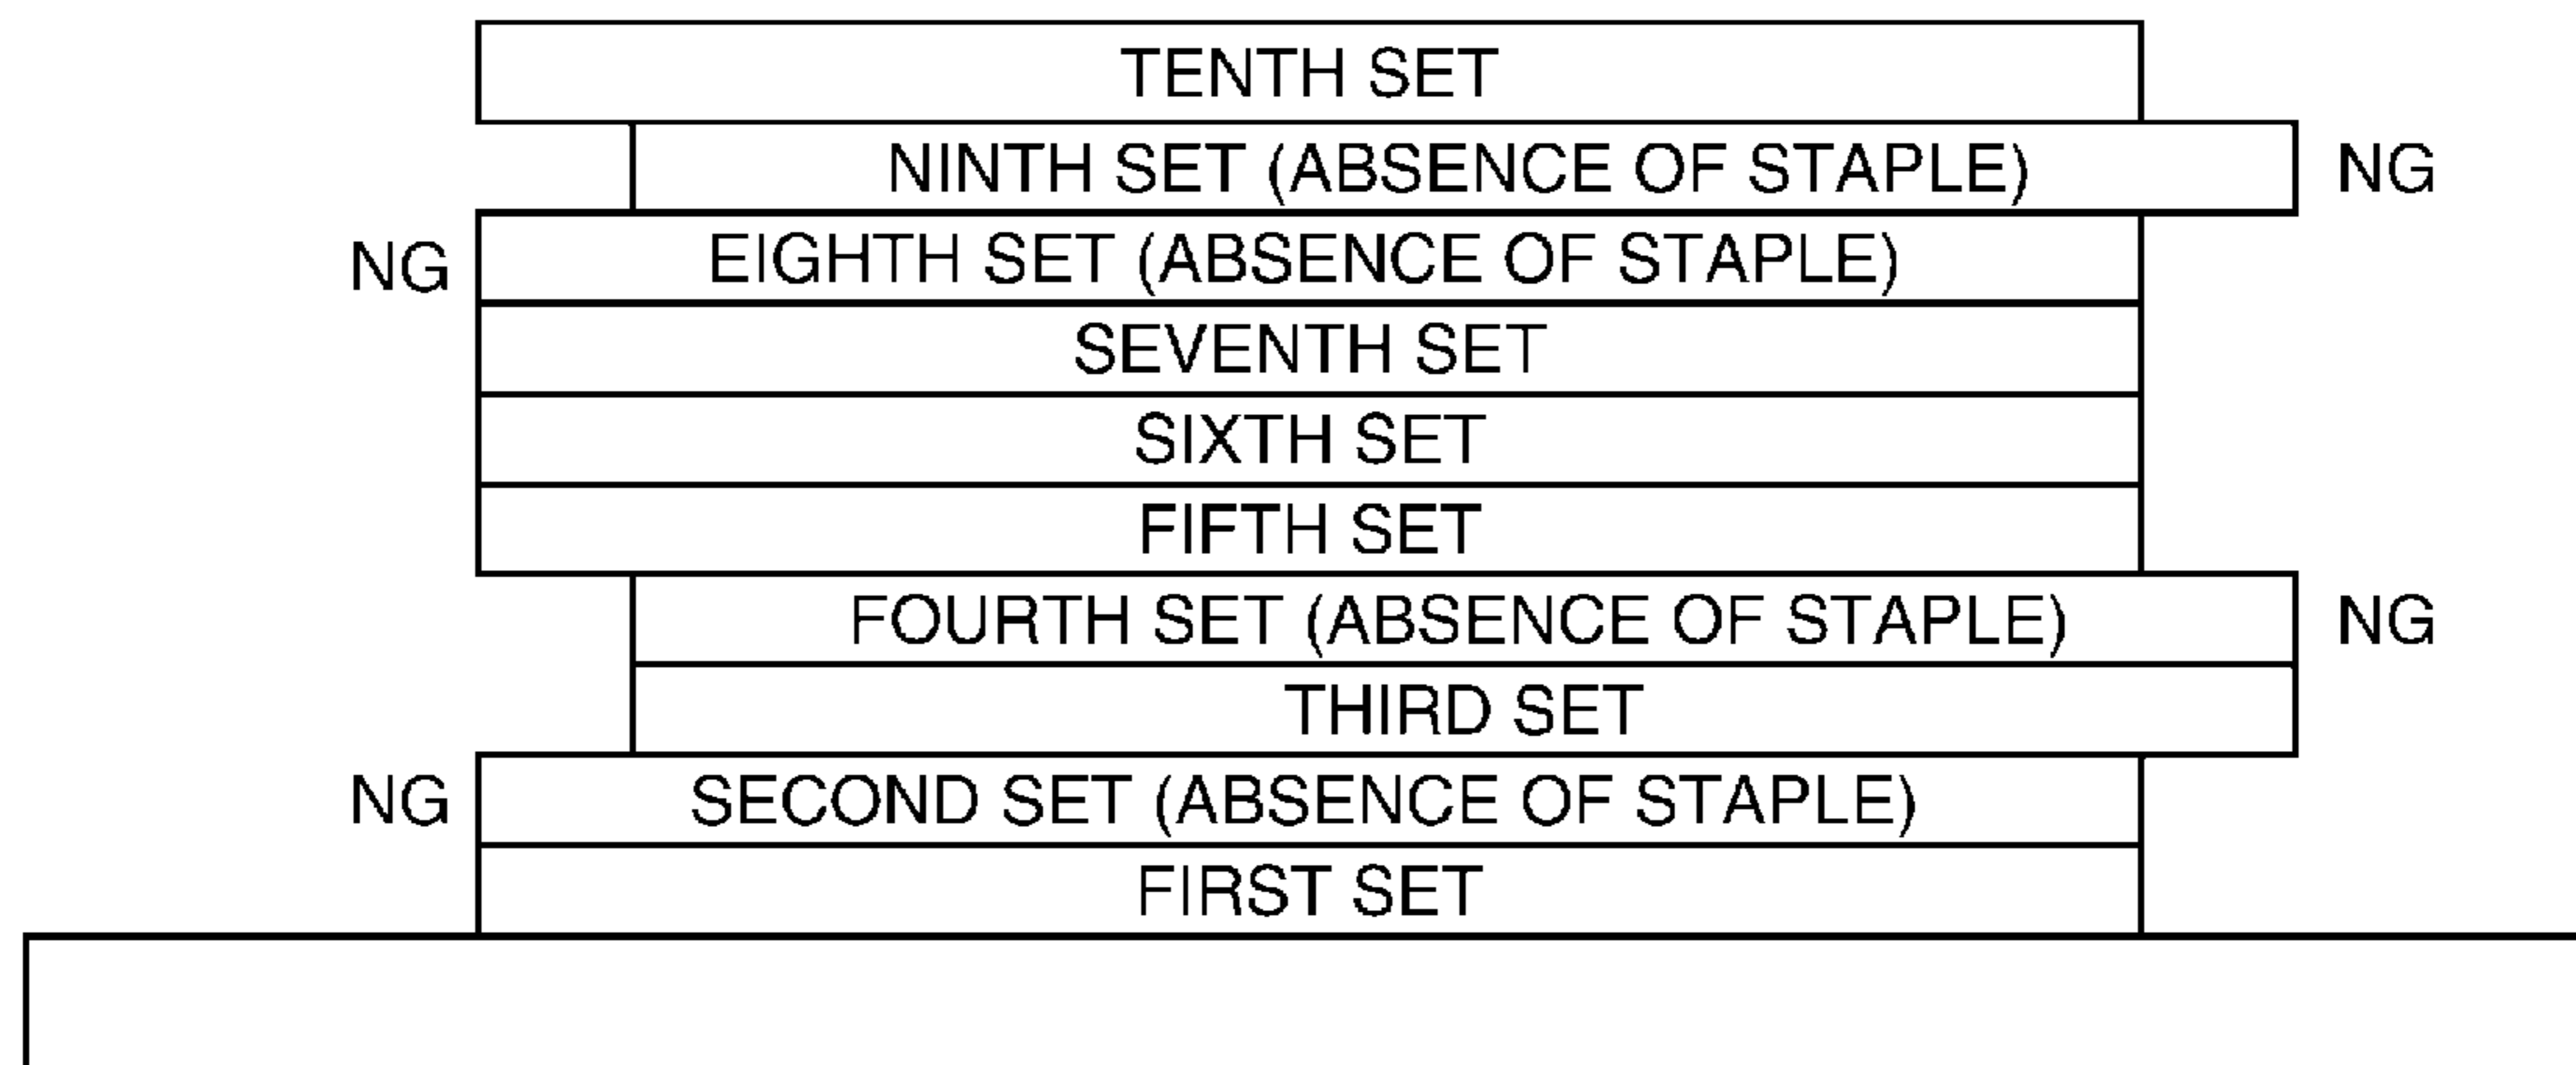 TENTH SET
NINTH SET (ABSENCE OF STAPLE) NG
NG EIGHTH SET (ABSENCE OF STAPLE)
SEVENTH SET
SIXTH SET
FIFTH SET
FOURTH SET (ABSENCE OF STAPLE) NG
THIRD SET
NG SECOND SET (ABSENCE OF STAPLE)
FIRST SET